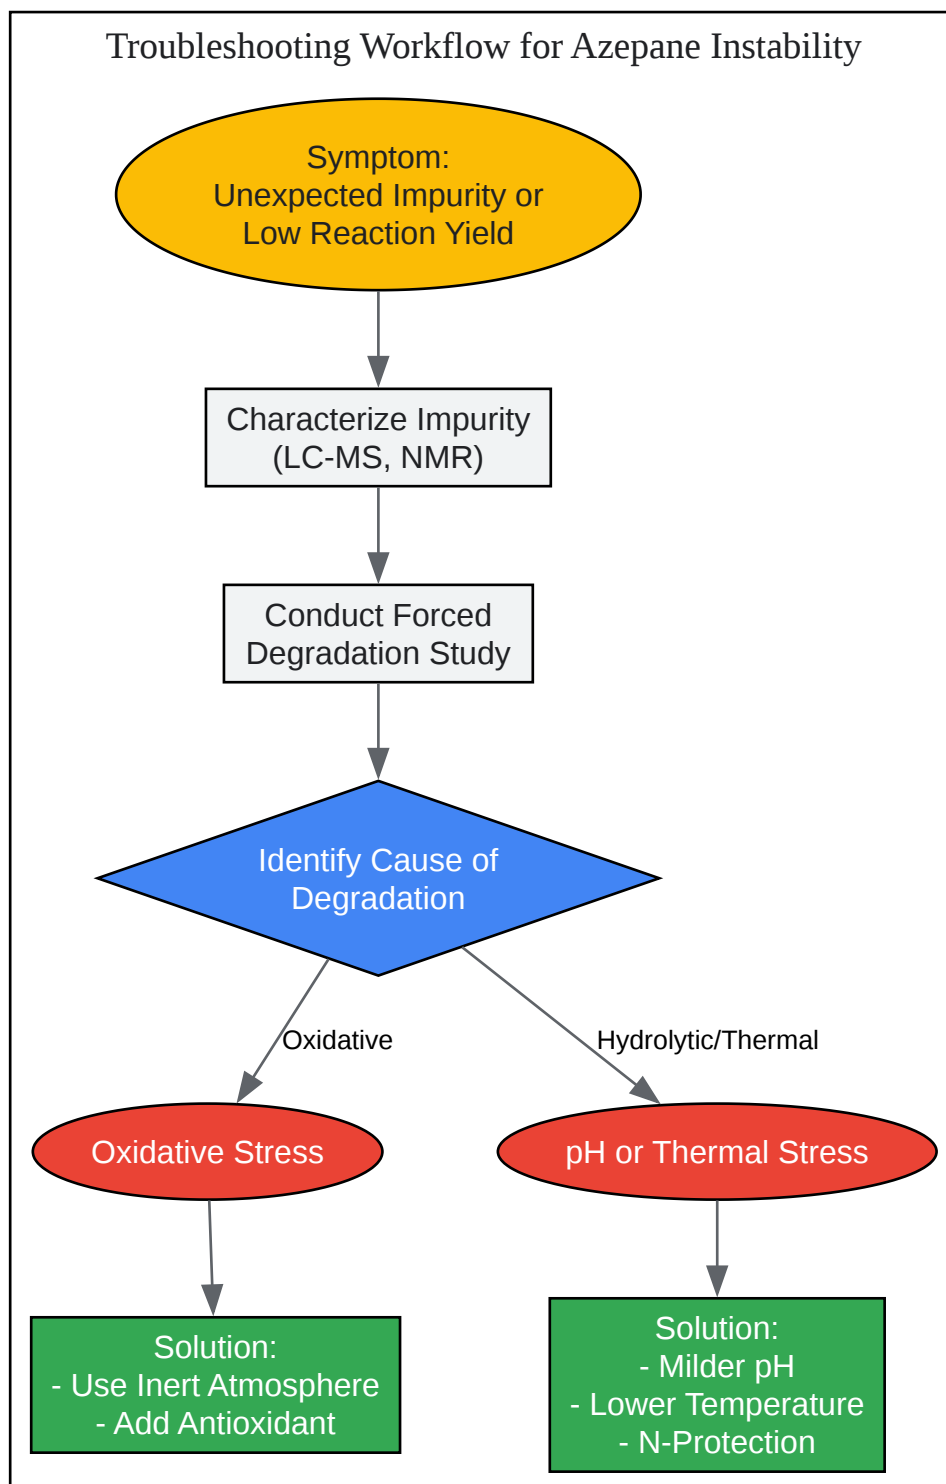 Troubleshooting Workflow for Azepane Instability
Symptom:
Unexpected Impurity or
Low Reaction Yield
Characterize Impurity
(LC-MS, NMR)
Conduct Forced
Degradation Study
Identify Cause of
Degradation
Oxidative
Hydrolytic/Thermal
Oxidative Stress
pH or Thermal Stress
Solution:
- Use Inert Atmosphere
- Add Antioxidant
Solution:
- Milder pH
- Lower Temperature
- N-Protection